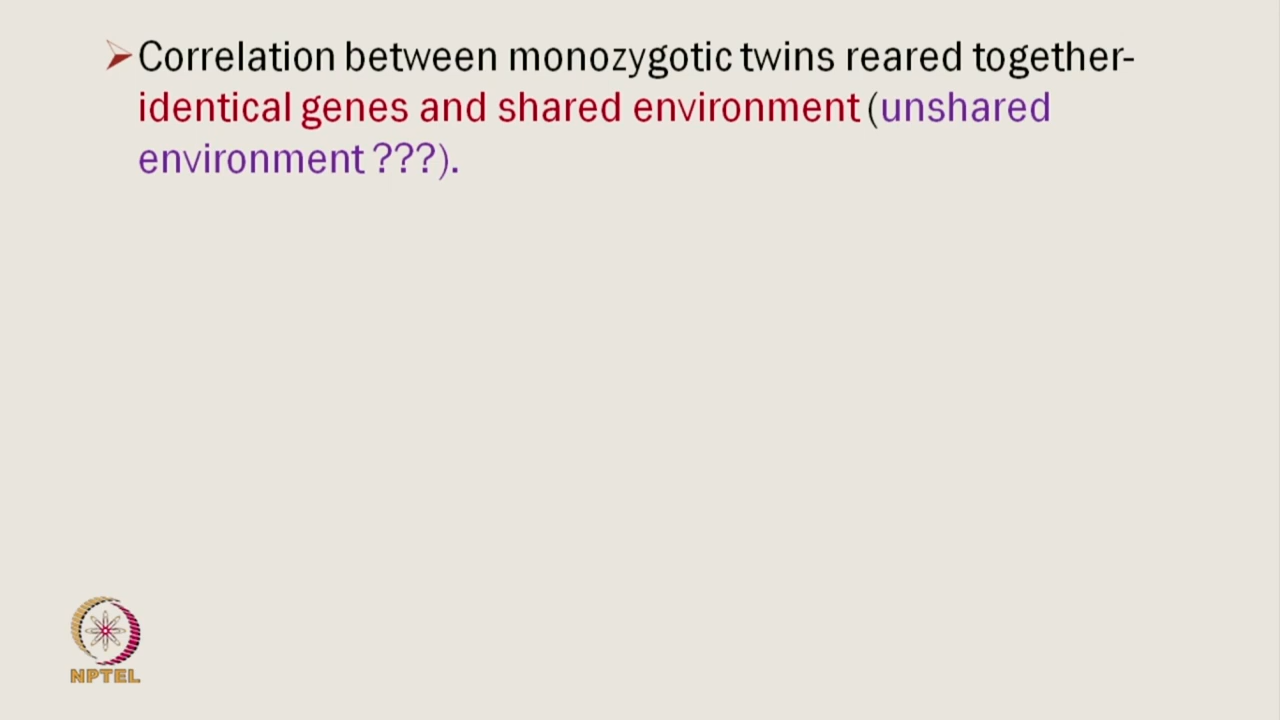 Correlation between monozygotic twins reared together-
identical genes and shared environment (unshared
environment ???).
NPTEL